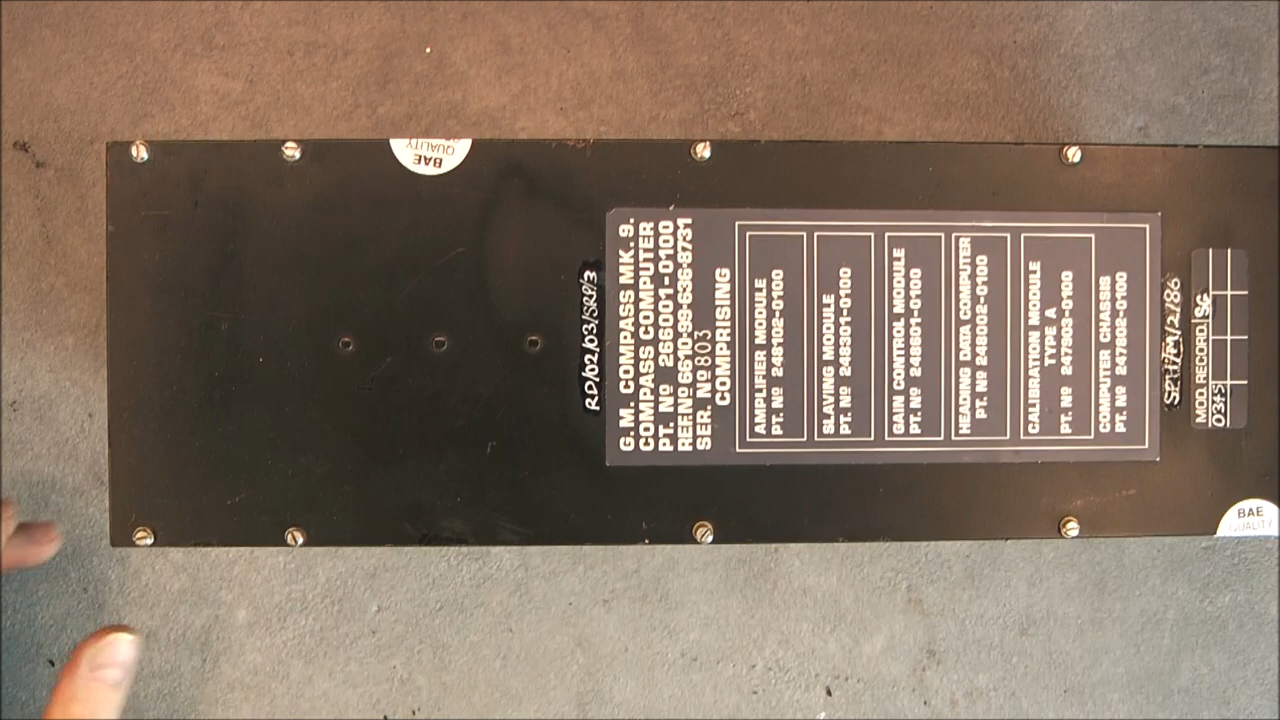 BAE
QUALITY
RD/02/03/SRP/3
G.M. COMPASS MK.9.
COMPASS COMPUTER
PT. Nº 266001-0100
REF.Nº 6610-99-636-8731
SER. Nº 803
COMPRISING
AMPLIFIER MODULE
PT. Nº 248102-0100
SLAVING MODULE
PT. Nº 248301-0100
GAIN CONTROL MODULE
PT. Nº 248601-0100
HEADING DATA COMPUTER
PT. Nº 248002-0100
CALIBRATION MODULE
TYPE A
PT. Nº 247903-0100
COMPUTER CHASSIS
PT. Nº 247802-0100
MOD. RECORD. SG
BAE
QUALITY